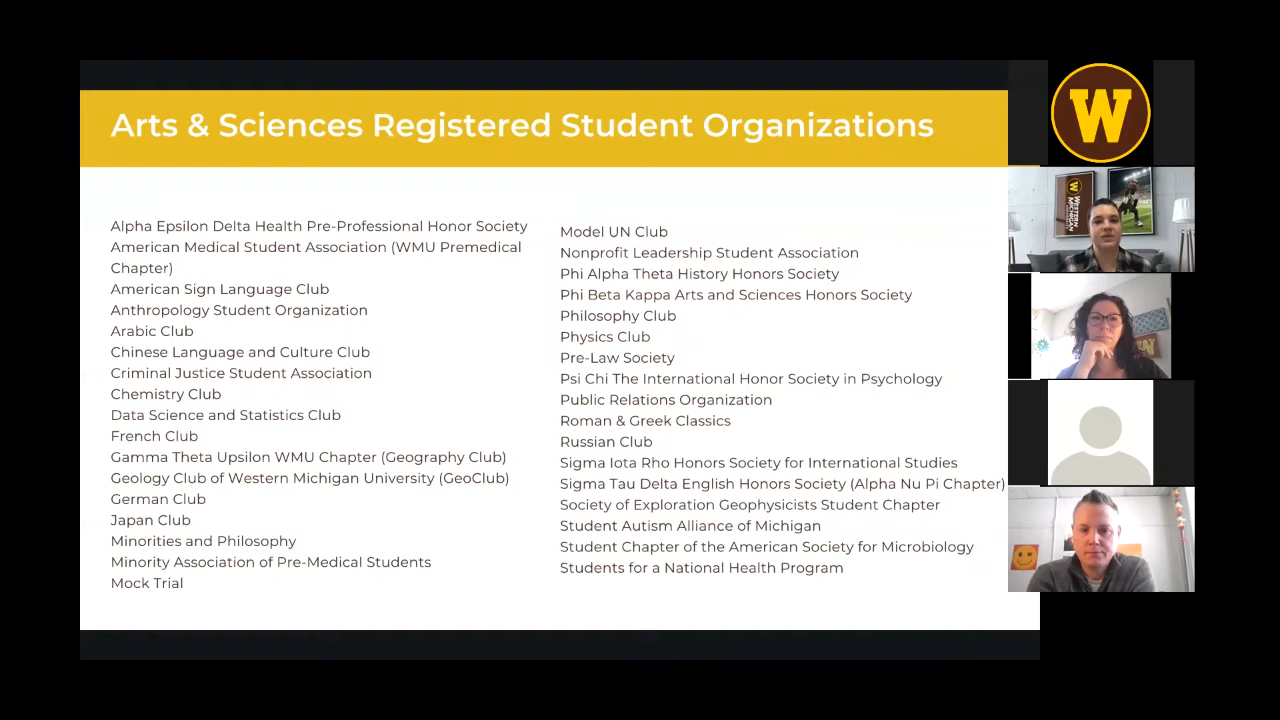 Arts & Sciences Registered Student Organizations
Alpha Epsilon Delta Health Pre-Professional Honor Society
American Medical Student Association (WMU Premedical
Chapter)
American Sign Language Club
Anthropology Student Organization
Arabic Club
Chinese Language and Culture Club
Criminal Justice Student Association
Chemistry Club
Data Science and Statistics Club
French Club
Gamma Theta Upsilon WMU Chapter (Geography Club)
Geology Club of Western Michigan University (GeoClub)
German Club
Japan Club
Minorities and Philosophy
Minority Association of Pre-Medical Students
Mock Trial
Model UN Club
Nonprofit Leadership Student Association
Phi Alpha Theta History Honors Society
Phi Beta Kappa Arts and Sciences Honors Society
Philosophy Club
Physics Club
Pre-Law Society
Psi Chi The International Honor Society in Psychology
Public Relations Organization
Roman & Greek Classics
Russian Club
Sigma Iota Rho Honors Society for International Studies
Sigma Tau Delta English Honors Society (Alpha Nu Pi Chapter)
Society of Exploration Geophysicists Student Chapter
Student Autism Alliance of Michigan
Student Chapter of the American Society for Microbiology
Students for a National Health Program
W
WESTERN
MICHIGAN
W